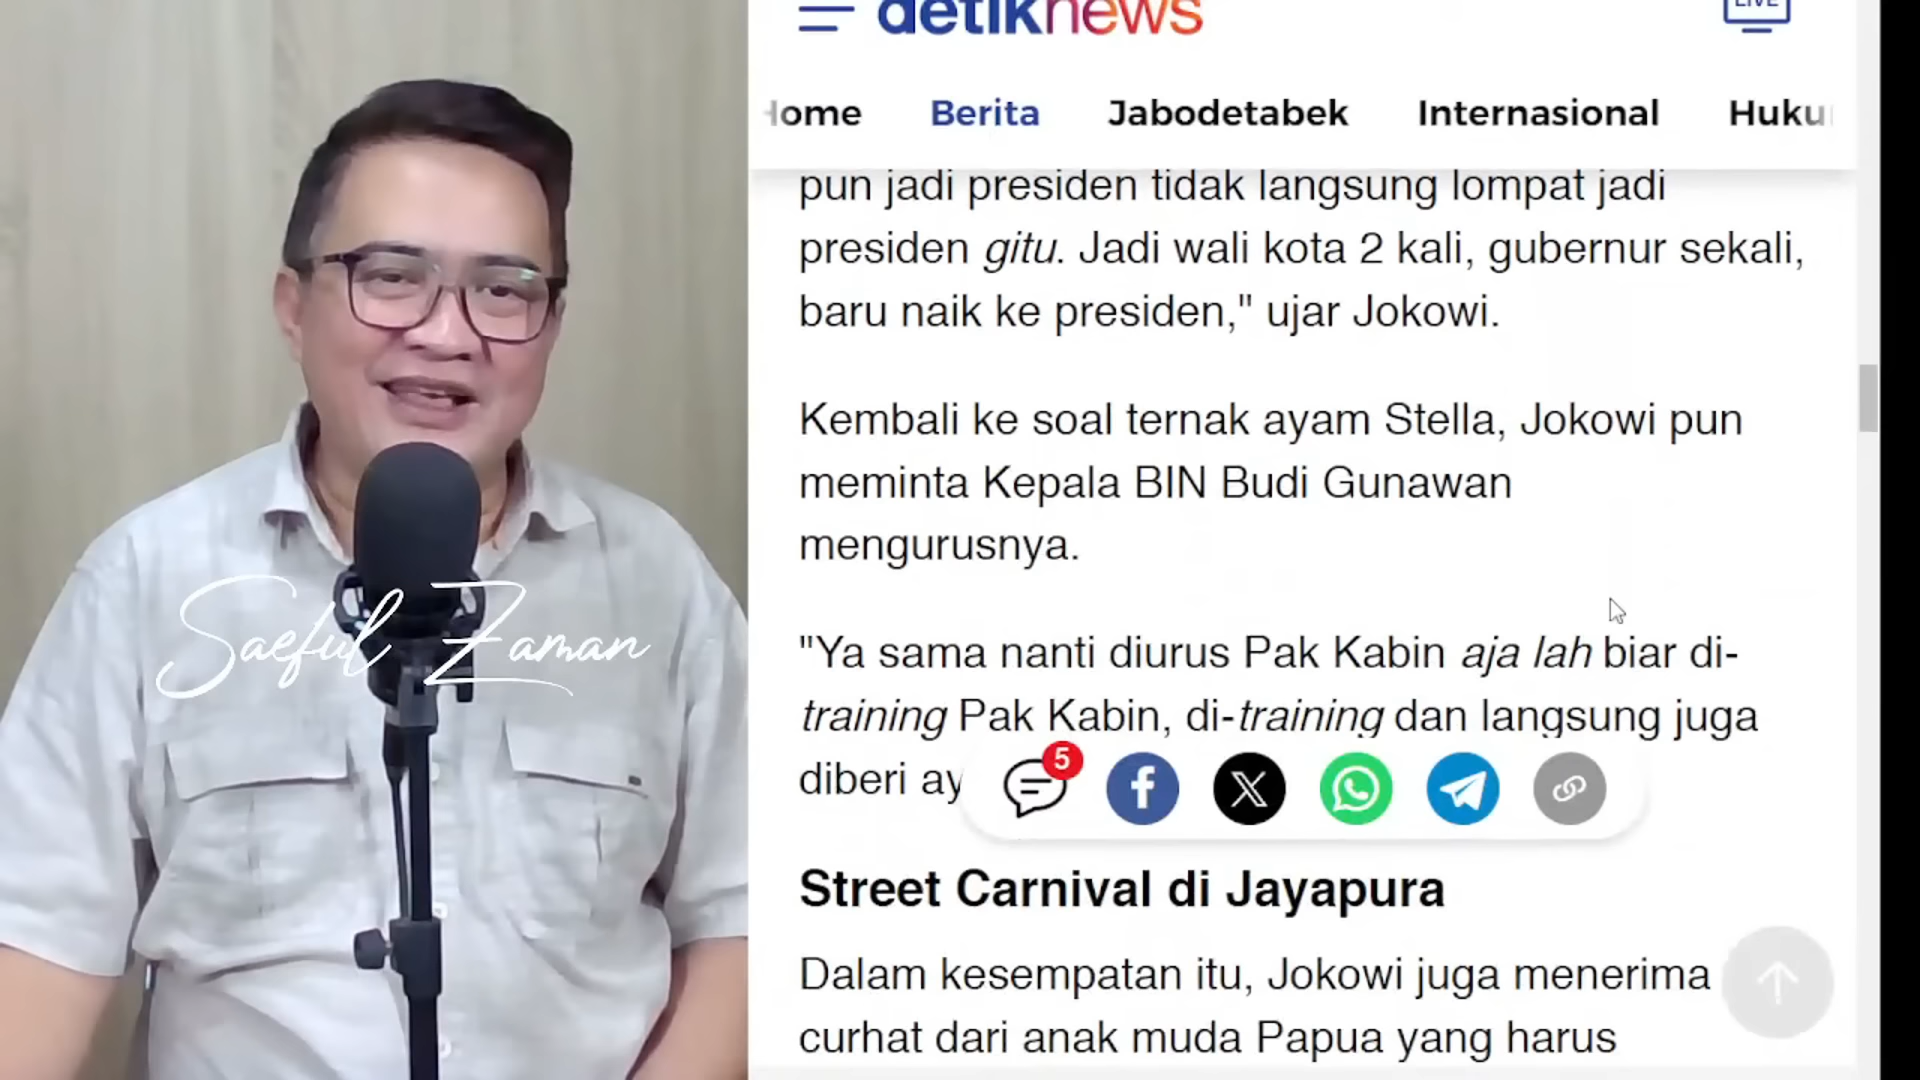 detiknews
LIVE
Home Berita Jabodetabek Internasional Huku
pun jadi presiden tidak langsung lompat jadi
presiden gitu. Jadi wali kota 2 kali, gubernur sekali,
baru naik ke presiden," ujar Jokowi.
Kembali ke soal ternak ayam Stella, Jokowi pun
meminta Kepala BIN Budi Gunawan
mengurusnya.
"Ya sama nanti diurus Pak Kabin aja lah biar di-
training Pak Kabin, di-training dan langsung juga
diberi ay
5
Street Carnival di Jayapura
Dalam kesempatan itu, Jokowi juga menerima
curhat dari anak muda Papua yang harus
Saeful Zaman